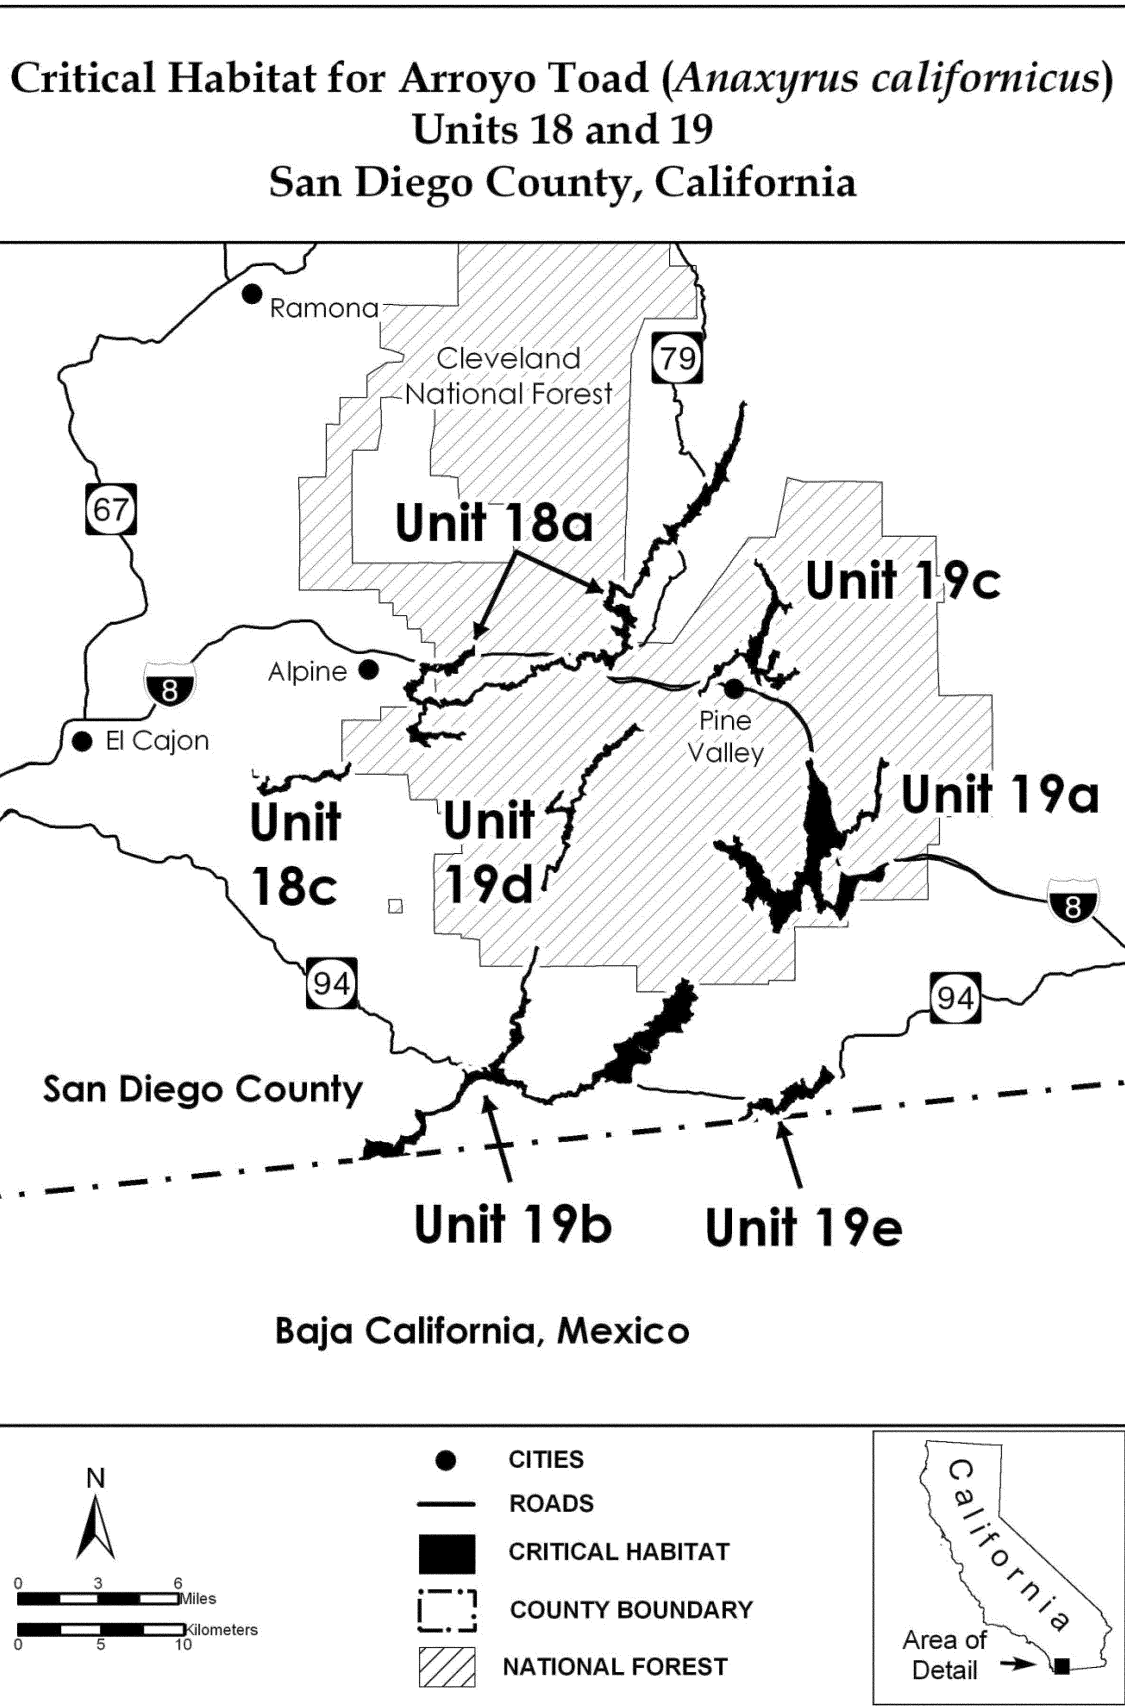 Critical Habitat for Arroyo Toad (Anaxyrus californicus)
Units 18 and 19
San Diego County, California
Ramona
Cleveland
National Forest
79
67
Unit 18a
Unit 19c
Alpine
8
El Cajon
Pine
Valley
Unit 19a
Unit
18c
Unit
19d
8
94
94
San Diego County
Unit 19b
Unit 19e
Baja California, Mexico
N
0 3 6
Miles
Kilometers
0 5 10
CITIES
ROADS
CRITICAL HABITAT
COUNTY BOUNDARY
NATIONAL FOREST
California
Area of
Detail